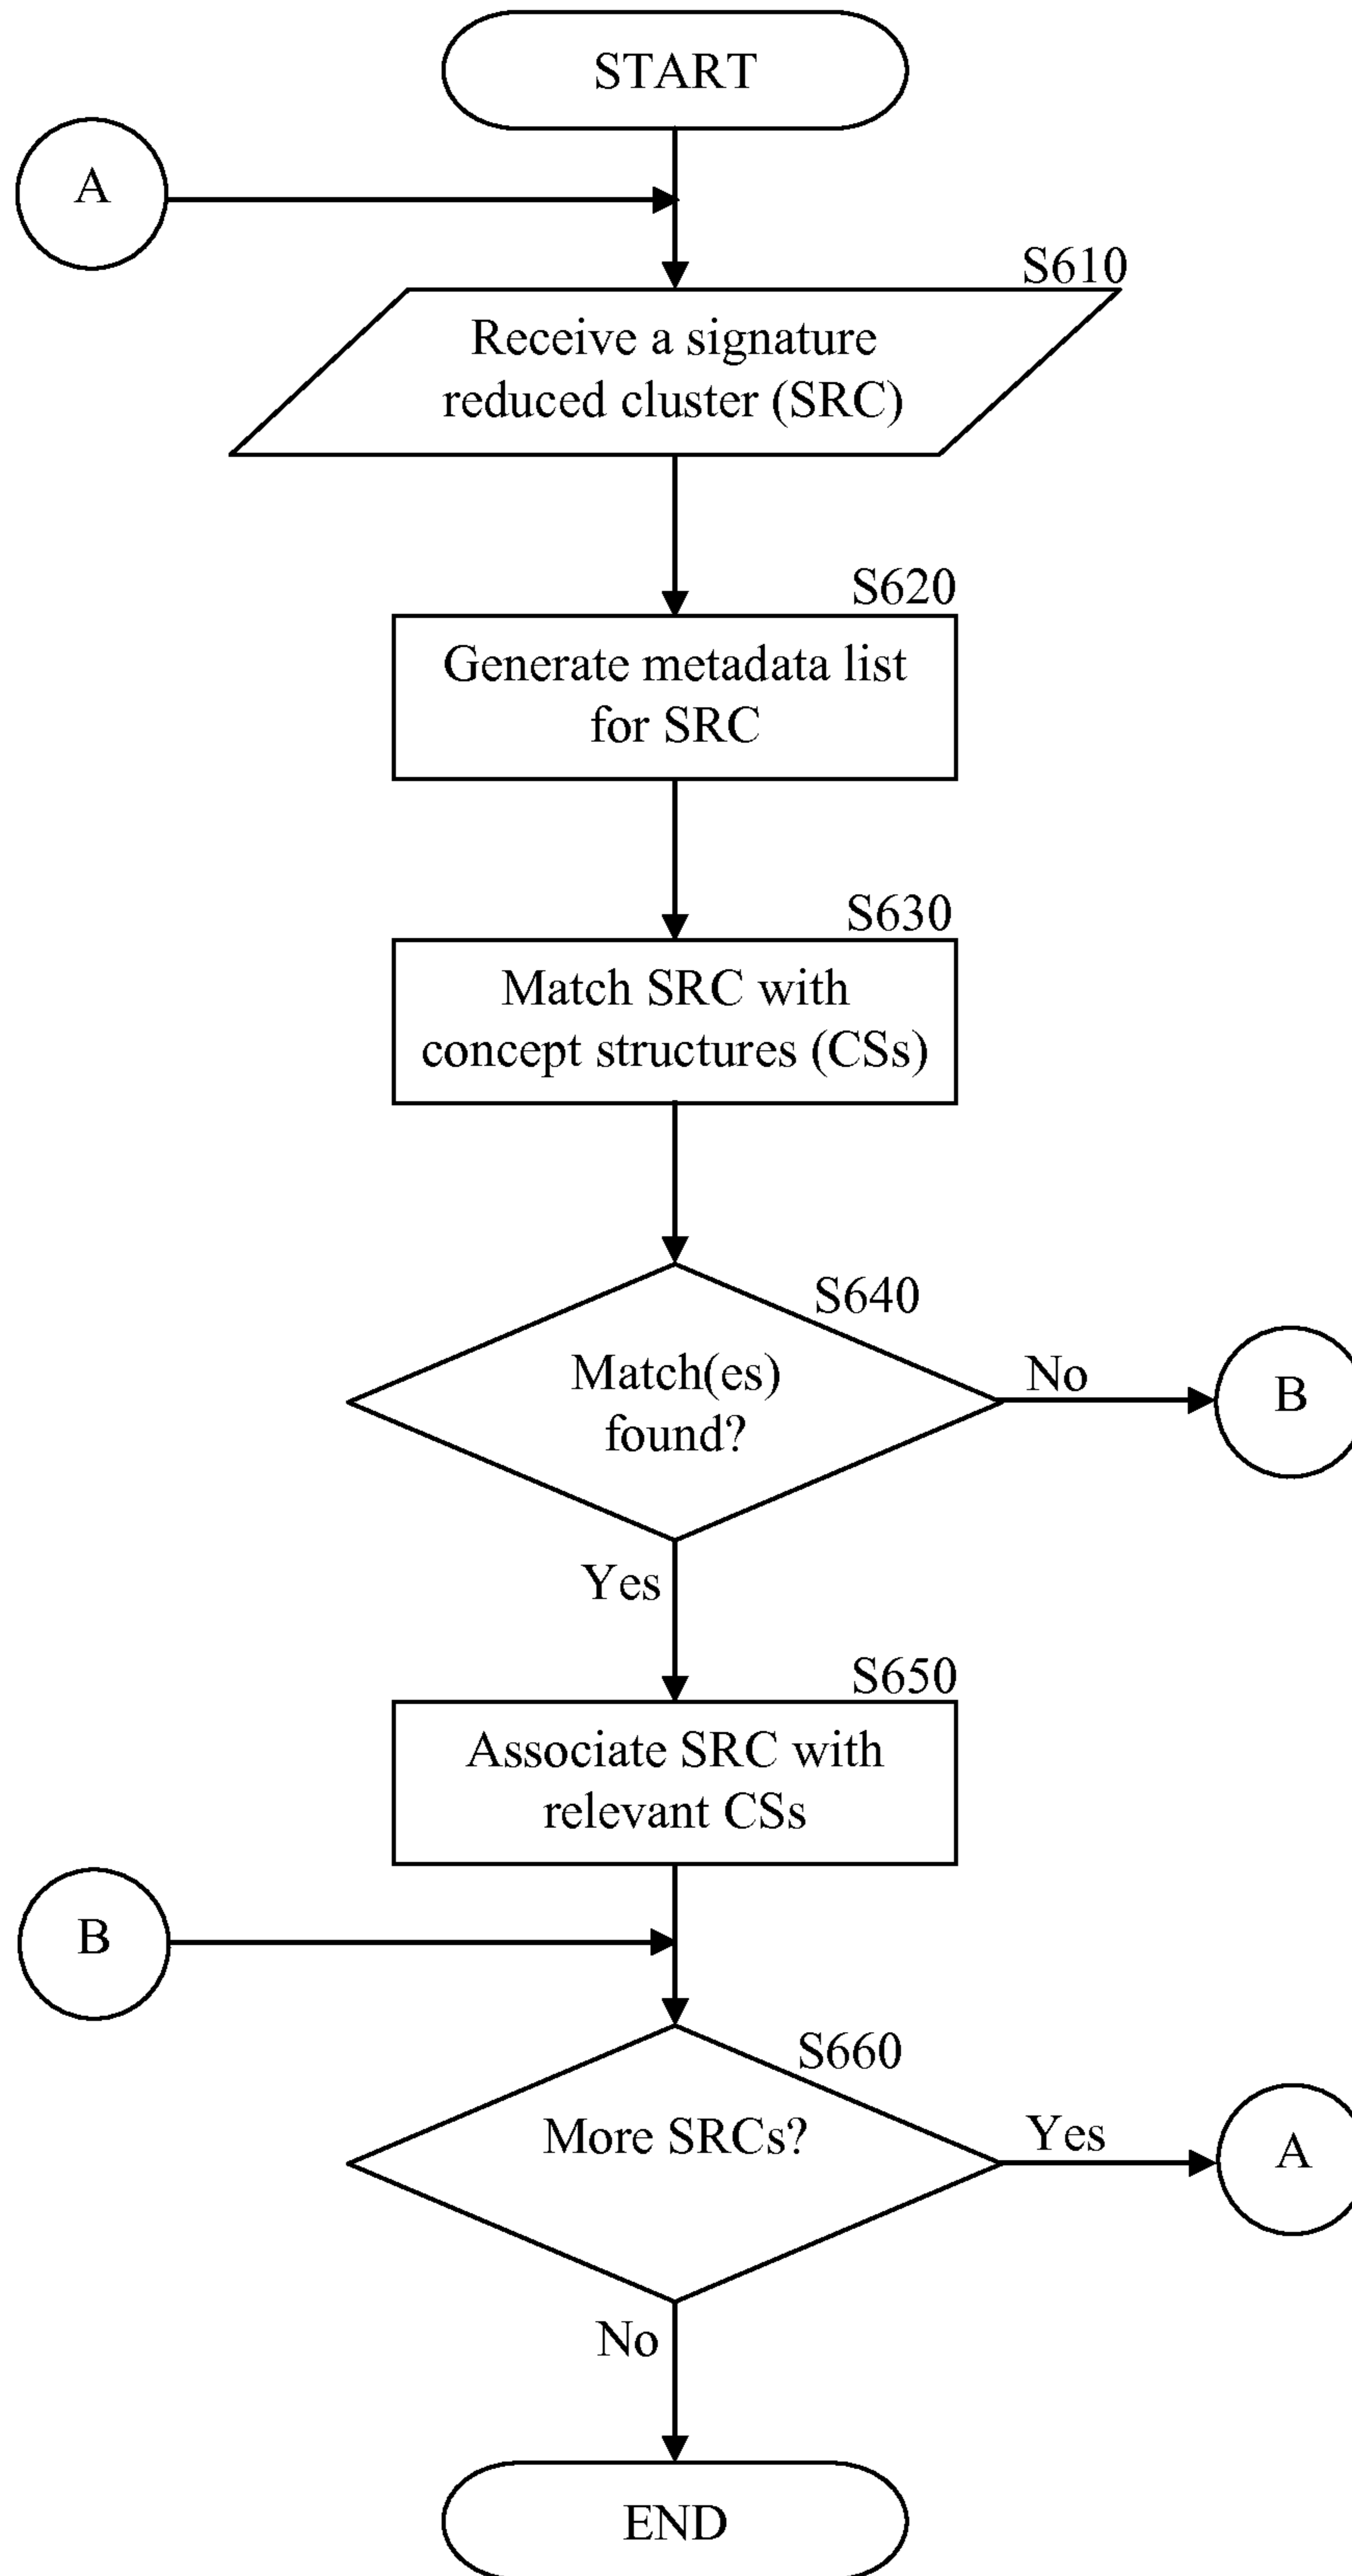 START
A
S610
Receive a signature
reduced cluster (SRC)
S620
Generate metadata list
for SRC
S630
Match SRC with
concept structures (CSs)
S640
Match(es)
found?
No
B
Yes
S650
Associate SRC with
relevant CSs
B
S660
More SRCs?
Yes
A
No
END